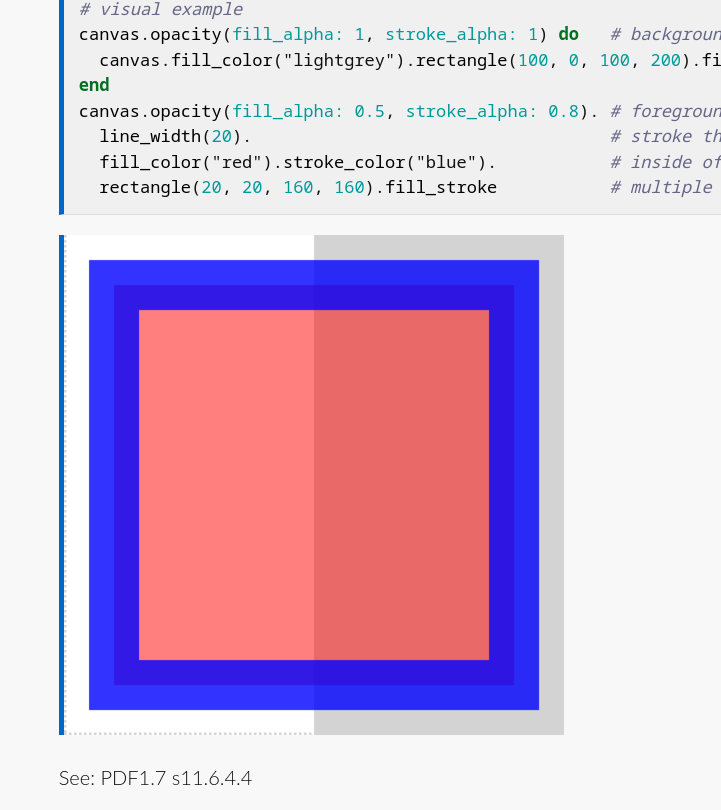 # visual example
canvas.opacity(fill_alpha: 1, stroke_alpha: 1) do   # backgroun
  canvas.fill_color("lightgrey").rectangle(100, 0, 100, 200).fi
end
canvas.opacity(fill_alpha: 0.5, stroke_alpha: 0.8). # foregroun
  line_width(20).                                   # stroke th
  fill_color("red").stroke_color("blue").           # inside of
  rectangle(20, 20, 160, 160).fill_stroke           # multiple
See: PDF1.7 s11.6.4.4